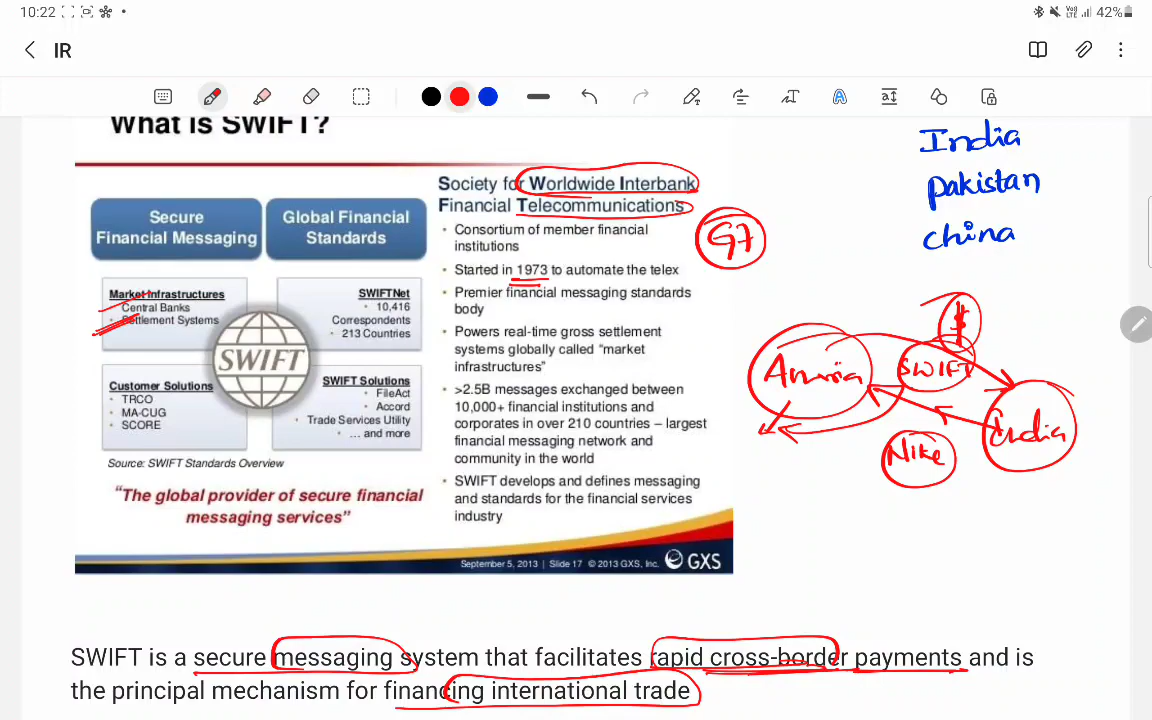 10:22
42%
IR
What is SWIFT?
Secure
Financial Messaging
Global Financial
Standards
Society for Worldwide Interbank
Financial Telecommunications
• Consortium of member financial
institutions
• Started in 1973 to automate the telex
• Premier financial messaging standards
body
• Powers real-time gross settlement
systems globally called “market
infrastructures”
• >2.5B messages exchanged between
10,000+ financial institutions and
corporates in over 210 countries – largest
financial messaging network and
community in the world
• SWIFT develops and defines messaging
and standards for the financial services
industry
Market Infrastructures
• Central Banks
• Settlement Systems
SWIFTNet
• 10,416
Correspondents
• 213 Countries
SWIFT
Customer Solutions
• TRCO
• MA-CUG
• SCORE
SWIFT Solutions
• FileAct
• Accord
• Trade Services Utility
• ... and more
Source: SWIFT Standards Overview
“The global provider of secure financial
messaging services”
September 5, 2013 | Slide 17 © 2013 GXS, Inc.
GXS
India
Pakistan
China
G7
$
SWIFT
India
Nike
SWIFT is a secure messaging system that facilitates rapid cross-border payments and is
the principal mechanism for financing international trade